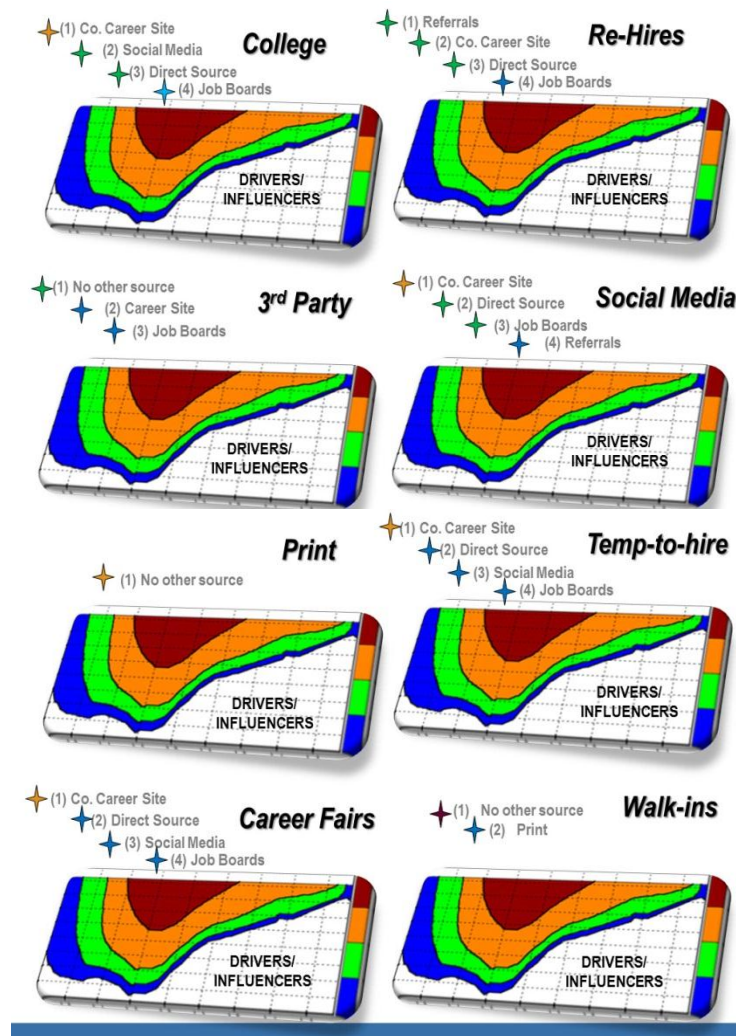 College
(1) Co. Career Site
(2) Social Media
(3) Direct Source
(4) Job Boards
DRIVERS/
INFLUENCERS
Re-Hires
(1) Referrals
(2) Co. Career Site
(3) Direct Source
(4) Job Boards
DRIVERS/
INFLUENCERS
3rd Party
(1) No other source
(2) Career Site
(3) Job Boards
DRIVERS/
INFLUENCERS
Social Media
(1) Co. Career Site
(2) Direct Source
(3) Job Boards
(4) Referrals
DRIVERS/
INFLUENCERS
Print
(1) No other source
DRIVERS/
INFLUENCERS
Temp-to-hire
(1) Co. Career Site
(2) Direct Source
(3) Social Media
(4) Job Boards
DRIVERS/
INFLUENCERS
Career Fairs
(1) Co. Career Site
(2) Direct Source
(3) Social Media
(4) Job Boards
DRIVERS/
INFLUENCERS
Walk-ins
(1) No other source
(2) Print
DRIVERS/
INFLUENCERS